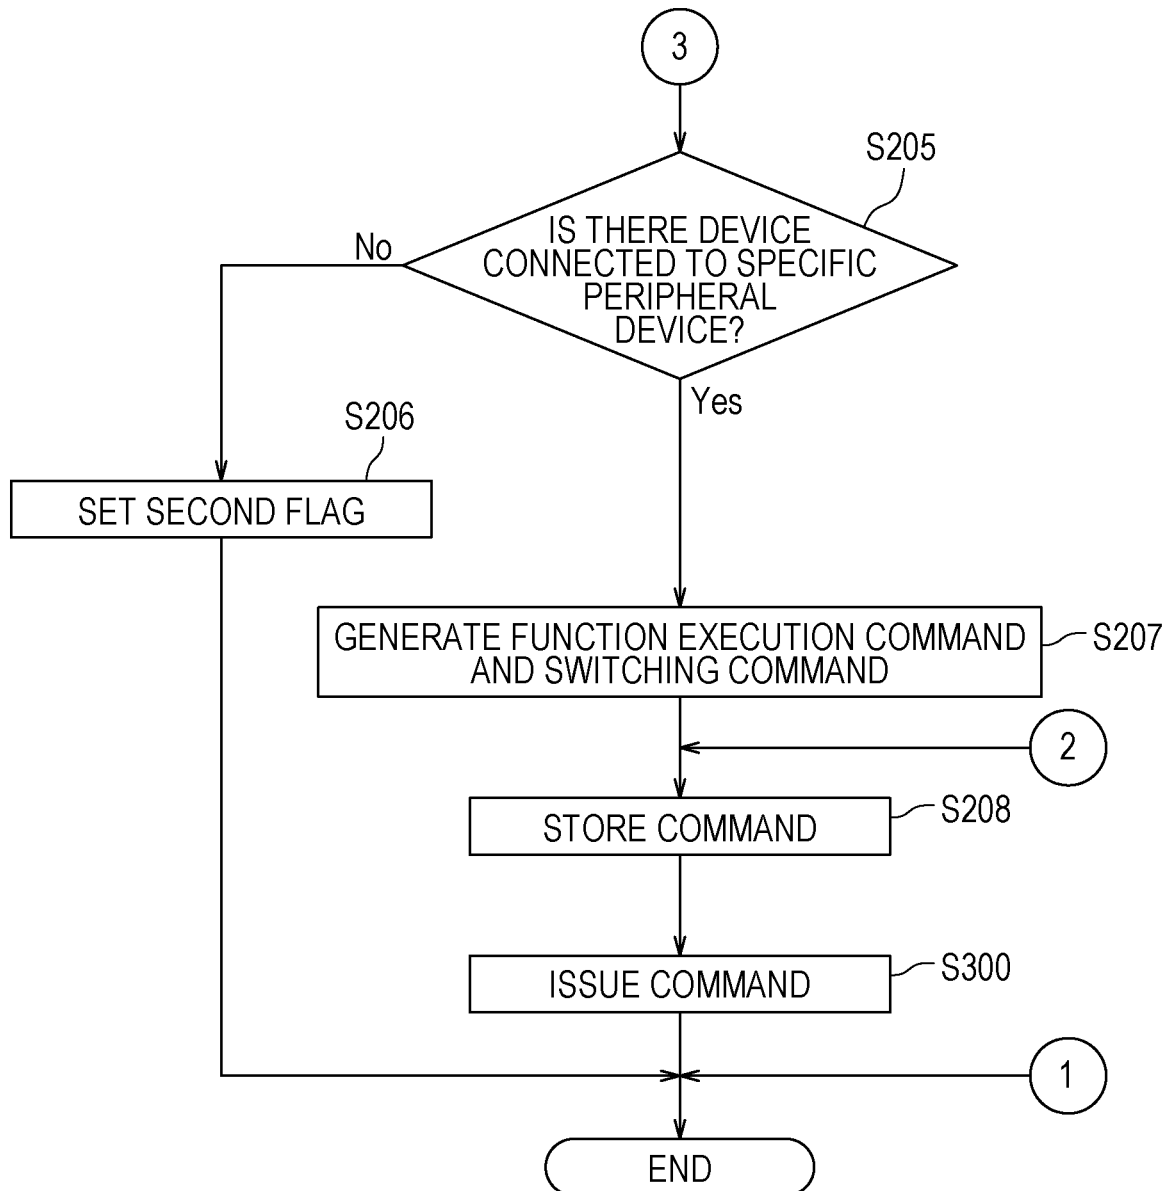 3
S205
IS THERE DEVICE
CONNECTED TO SPECIFIC
PERIPHERAL
DEVICE?
No
Yes
S206
SET SECOND FLAG
GENERATE FUNCTION EXECUTION COMMAND
AND SWITCHING COMMAND
S207
2
STORE COMMAND
S208
ISSUE COMMAND
S300
1
END